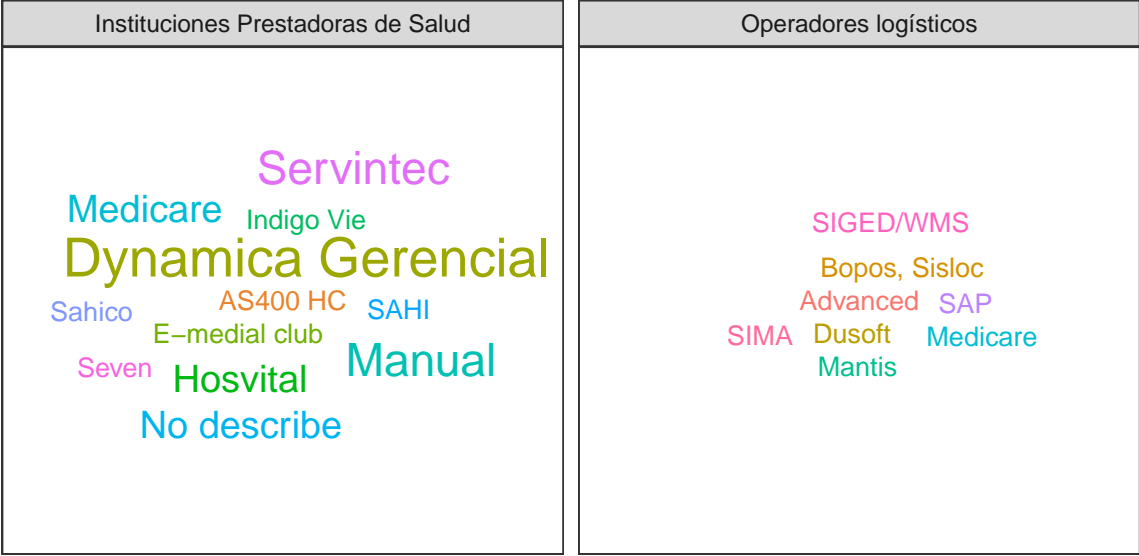 Instituciones Prestadoras de Salud
Servintec
Medicare
Indigo Vie
Dynamica Gerencial
AS400 HC
SAHI
Sahico
E−medial club
Manual
Seven
Hosvital
No describe
Operadores logísticos
SIGED/WMS
Bopos, Sisloc
Advanced
SAP
SIMA
Dusoft
Medicare
Mantis